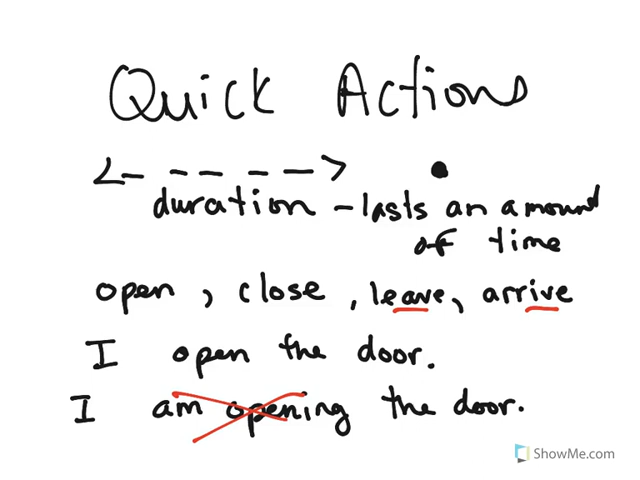 Quick Actions
duration - lasts an amount
of time
open, close, leave, arrive
I open the door.
I am opening the door.
ShowMe.com